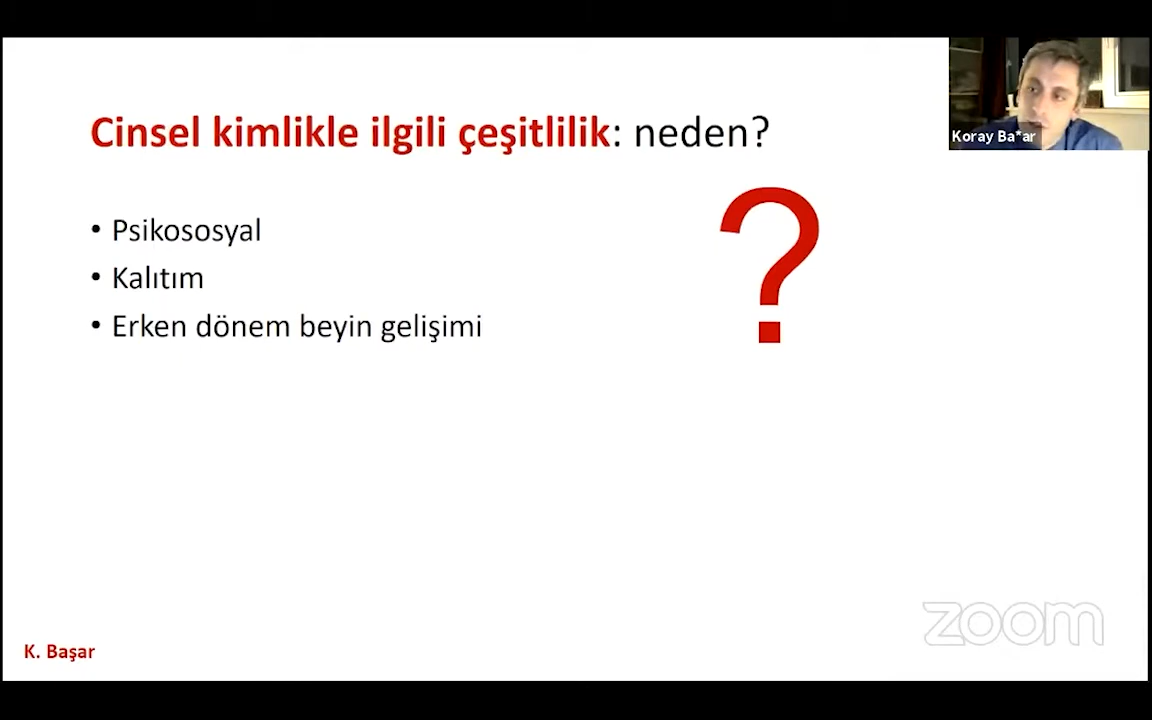 Cinsel kimlikle ilgili çeşitlilik: neden?
Koray Ba*ar
• Psikososyal
• Kalıtım
• Erken dönem beyin gelişimi
?
zoom
K. Başar